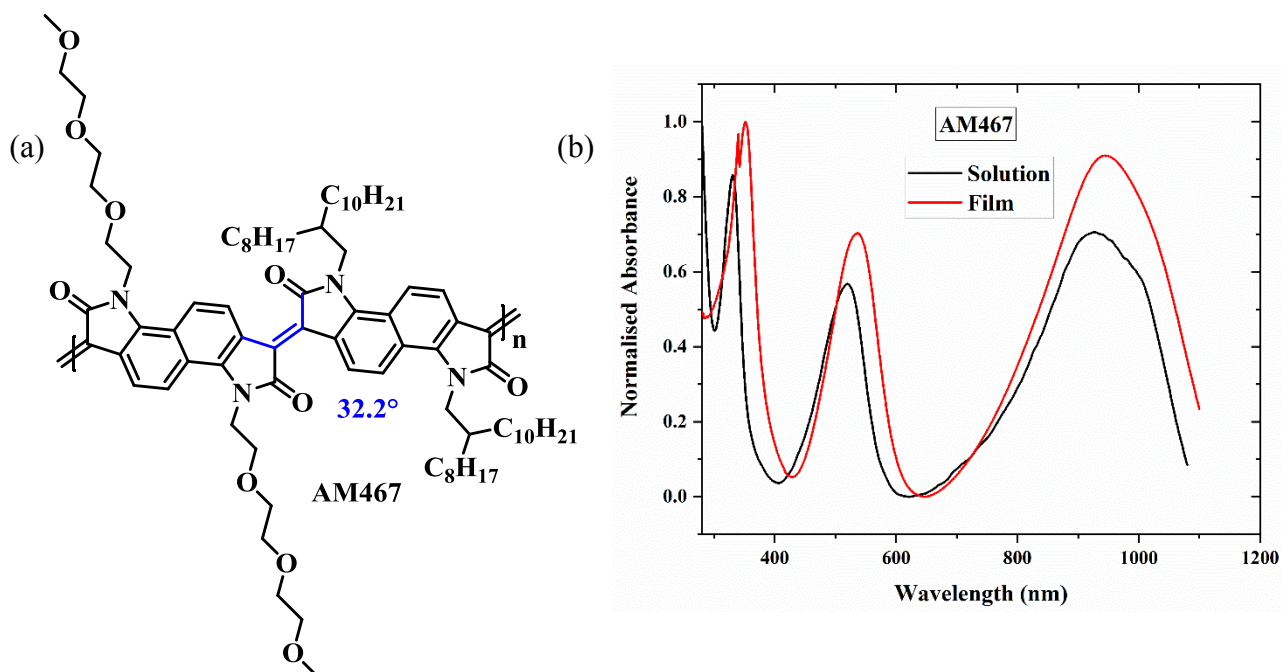 (a)
O
O
O
C₁₀H₂₁
C₈H₁₇
O
N
O
N
n
N
O
N
O
32.2°
C₁₀H₂₁
C₈H₁₇
O
AM467
O
O
(b)
AM467
Solution
Film
Normalised Absorbance
1.0
0.8
0.6
0.4
0.2
0.0
400 600 800 1000 1200
Wavelength (nm)